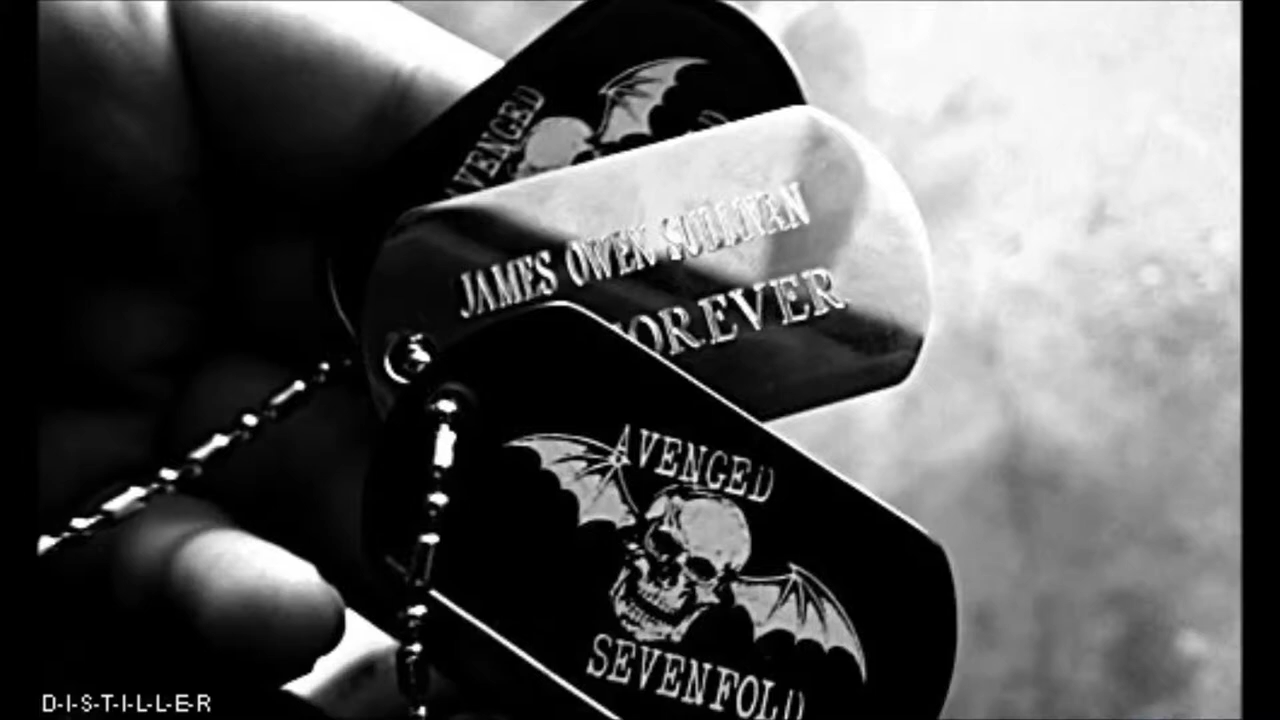 AVENGED
JAMES OWEN SULLIVAN
FOREVER
AVENGED
SEVENFOLD
D-I-S-T-I-L-L-E-R